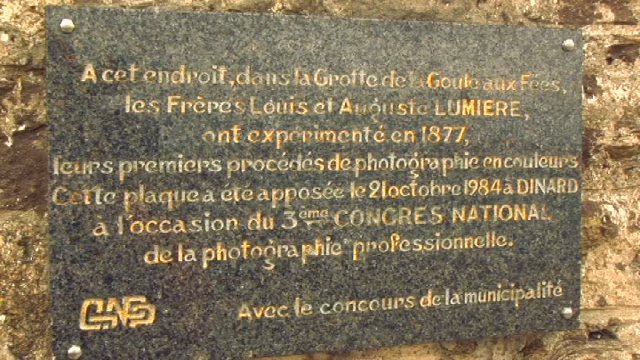 A cet endroit, dans la Grotte de la Goule aux Fées,
les Frères Louis et Auguste LUMIERE,
ont expérimenté en 1877,
leurs premiers procédés de photographie en couleurs
Cette plaque a été apposée le 21 octobre 1984 à DINARD
à l'occasion du 3ème CONGRES NATIONAL
de la photographie professionnelle.
Avec le concours de la municipalité